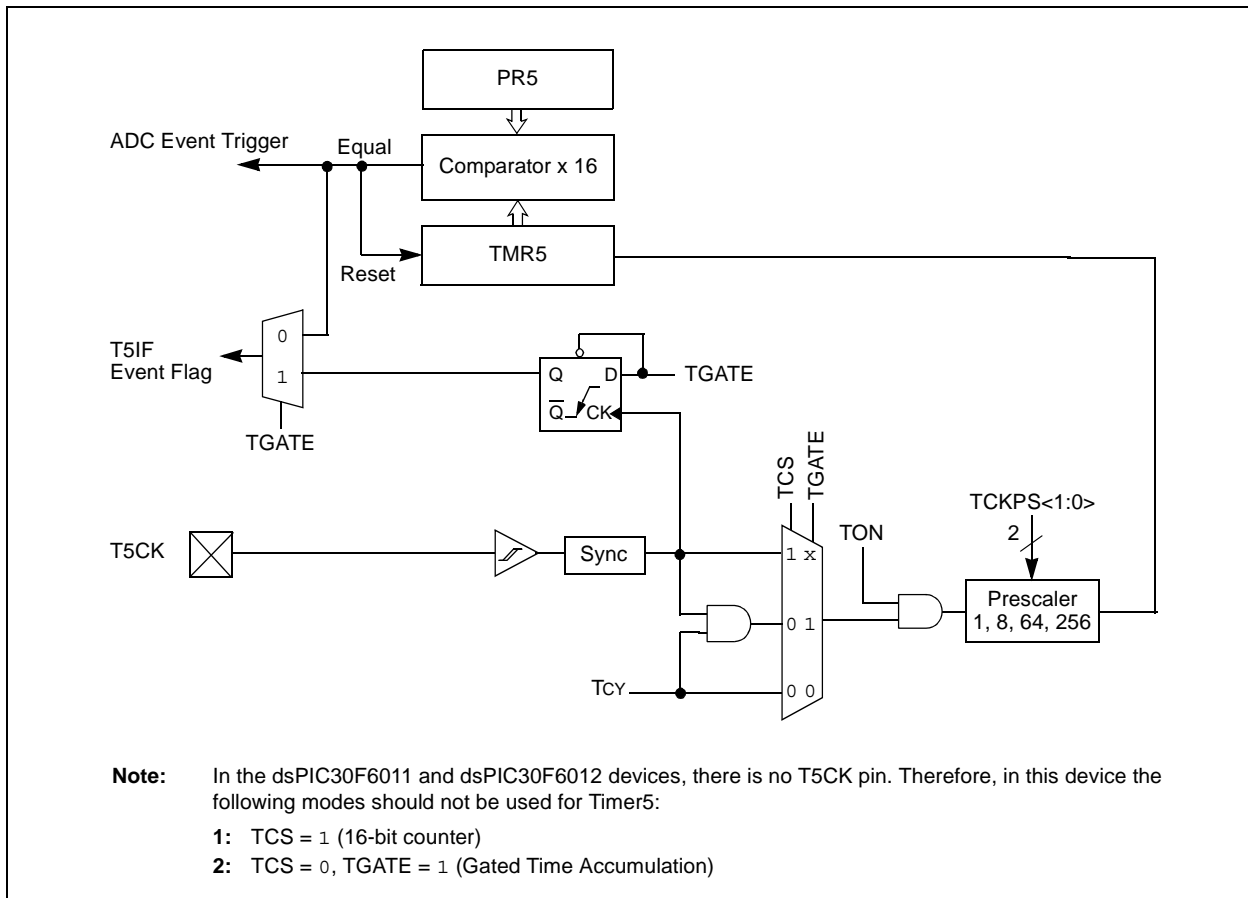 PR5
ADC Event Trigger
Equal
Comparator x 16
TMR5
Reset
0
T5IF
Event Flag
1
TGATE
Q D
TGATE
Q CK
TCS
TGATE
TCKPS<1:0>
2
TON
T5CK
Sync
1 x
Prescaler
1, 8, 64, 256
0 1
TCY
0 0
Note: In the dsPIC30F6011 and dsPIC30F6012 devices, there is no T5CK pin. Therefore, in this device the
following modes should not be used for Timer5:
1: TCS = 1 (16-bit counter)
2: TCS = 0, TGATE = 1 (Gated Time Accumulation)